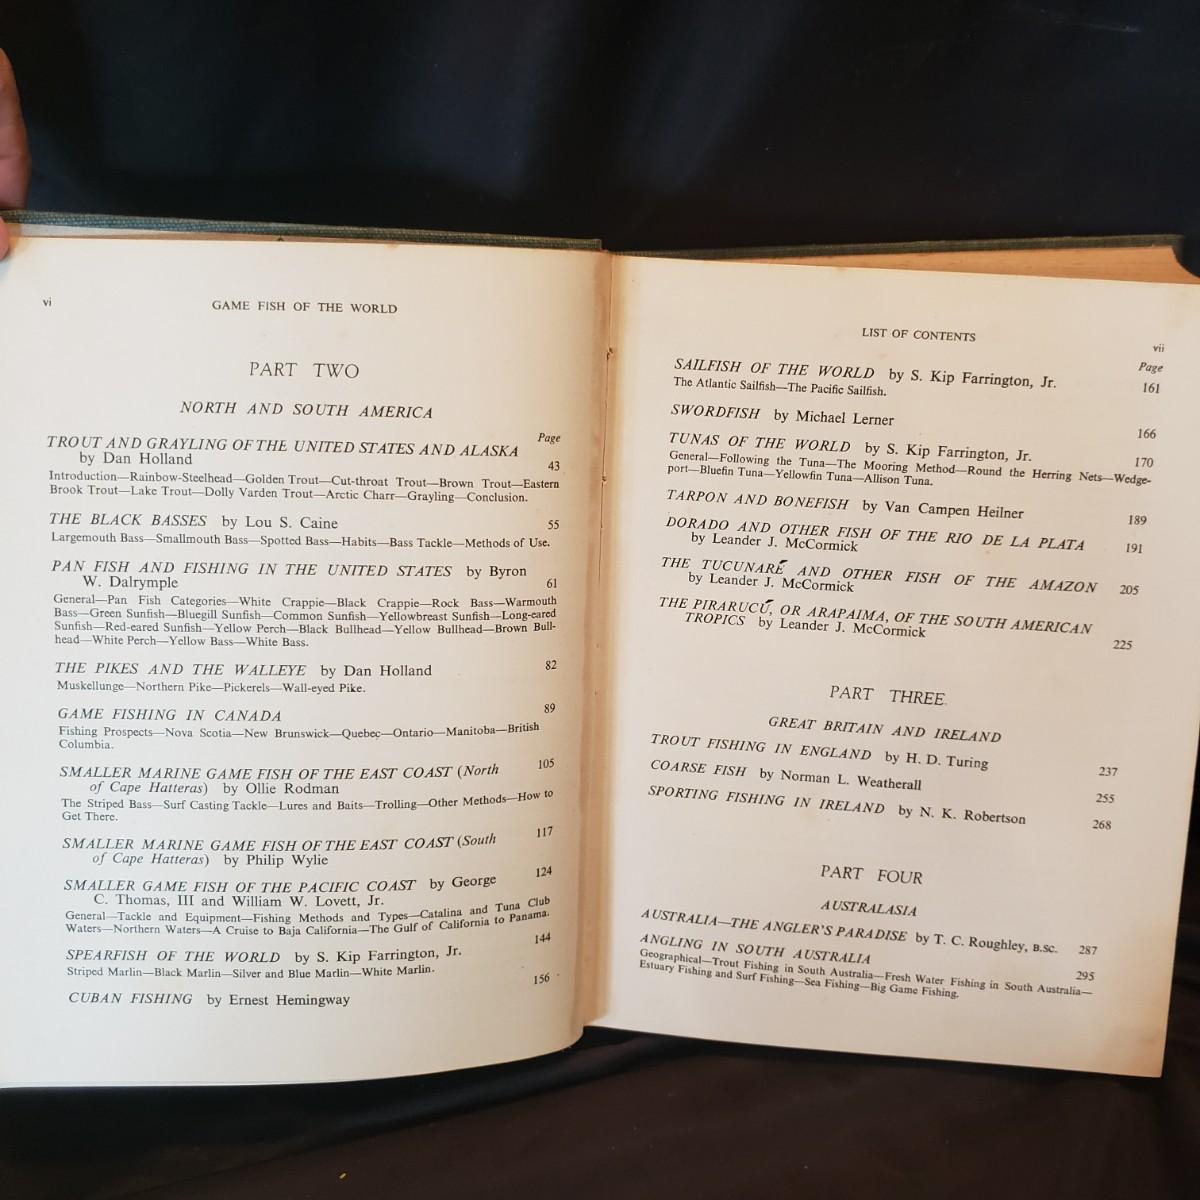 vi
GAME FISH OF THE WORLD
PART TWO
NORTH AND SOUTH AMERICA
Page
TROUT AND GRAYLING OF THE UNITED STATES AND ALASKA
by Dan Holland 43
Introduction—Rainbow-Steelhead—Golden Trout—Cut-throat Trout—Brown Trout—Eastern
Brook Trout—Lake Trout—Dolly Varden Trout—Arctic Charr—Grayling—Conclusion.
THE BLACK BASSES by Lou S. Caine 55
Largemouth Bass—Smallmouth Bass—Spotted Bass—Habits—Bass Tackle—Methods of Use.
PAN FISH AND FISHING IN THE UNITED STATES by Byron
W. Dalrymple 61
General—Pan Fish Categories—White Crappie—Black Crappie—Rock Bass—Warmouth
Bass—Green Sunfish—Bluegill Sunfish—Common Sunfish—Yellowbreast Sunfish—Long-eared
Sunfish—Red-eared Sunfish—Yellow Perch—Black Bullhead—Yellow Bullhead—Brown Bull-
head—White Perch—Yellow Bass—White Bass.
THE PIKES AND THE WALLEYE by Dan Holland 82
Muskellunge—Northern Pike—Pickerels—Wall-eyed Pike.
GAME FISHING IN CANADA 89
Fishing Prospects—Nova Scotia—New Brunswick—Quebec—Ontario—Manitoba—British
Columbia.
SMALLER MARINE GAME FISH OF THE EAST COAST (North 105
of Cape Hatteras) by Ollie Rodman
The Striped Bass—Surf Casting Tackle—Lures and Baits—Trolling—Other Methods—How to
Get There.
SMALLER MARINE GAME FISH OF THE EAST COAST (South 117
of Cape Hatteras) by Philip Wylie
SMALLER GAME FISH OF THE PACIFIC COAST by George 124
C. Thomas, III and William W. Lovett, Jr.
General—Tackle and Equipment—Fishing Methods and Types—Catalina and Tuna Club
Waters—Northern Waters—A Cruise to Baja California—The Gulf of California to Panama.
SPEARFISH OF THE WORLD by S. Kip Farrington, Jr. 144
Striped Marlin—Black Marlin—Silver and Blue Marlin—White Marlin.
CUBAN FISHING by Ernest Hemingway 156
LIST OF CONTENTS
vii
Page
SAILFISH OF THE WORLD by S. Kip Farrington, Jr. 161
The Atlantic Sailfish—The Pacific Sailfish.
SWORDFISH by Michael Lerner 166
TUNAS OF THE WORLD by S. Kip Farrington, Jr. 170
General—Following the Tuna—The Mooring Method—Round the Herring Nets—Wedge-
port—Bluefin Tuna—Yellowfin Tuna—Allison Tuna.
TARPON AND BONEFISH by Van Campen Heilner 189
DORADO AND OTHER FISH OF THE RIO DE LA PLATA 191
by Leander J. McCormick
THE TUCUNARÉ AND OTHER FISH OF THE AMAZON 205
by Leander J. McCormick
THE PIRARUCÚ, OR ARAPAIMA, OF THE SOUTH AMERICAN
TROPICS by Leander J. McCormick 225
PART THREE
GREAT BRITAIN AND IRELAND
TROUT FISHING IN ENGLAND by H. D. Turing 237
COARSE FISH by Norman L. Weatherall 255
SPORTING FISHING IN IRELAND by N. K. Robertson 268
PART FOUR
AUSTRALASIA
AUSTRALIA—THE ANGLER'S PARADISE by T. C. Roughley, B.SC. 287
ANGLING IN SOUTH AUSTRALIA 295
Geographical—Trout Fishing in South Australia—Fresh Water Fishing in South Australia—
Estuary Fishing and Surf Fishing—Sea Fishing—Big Game Fishing.